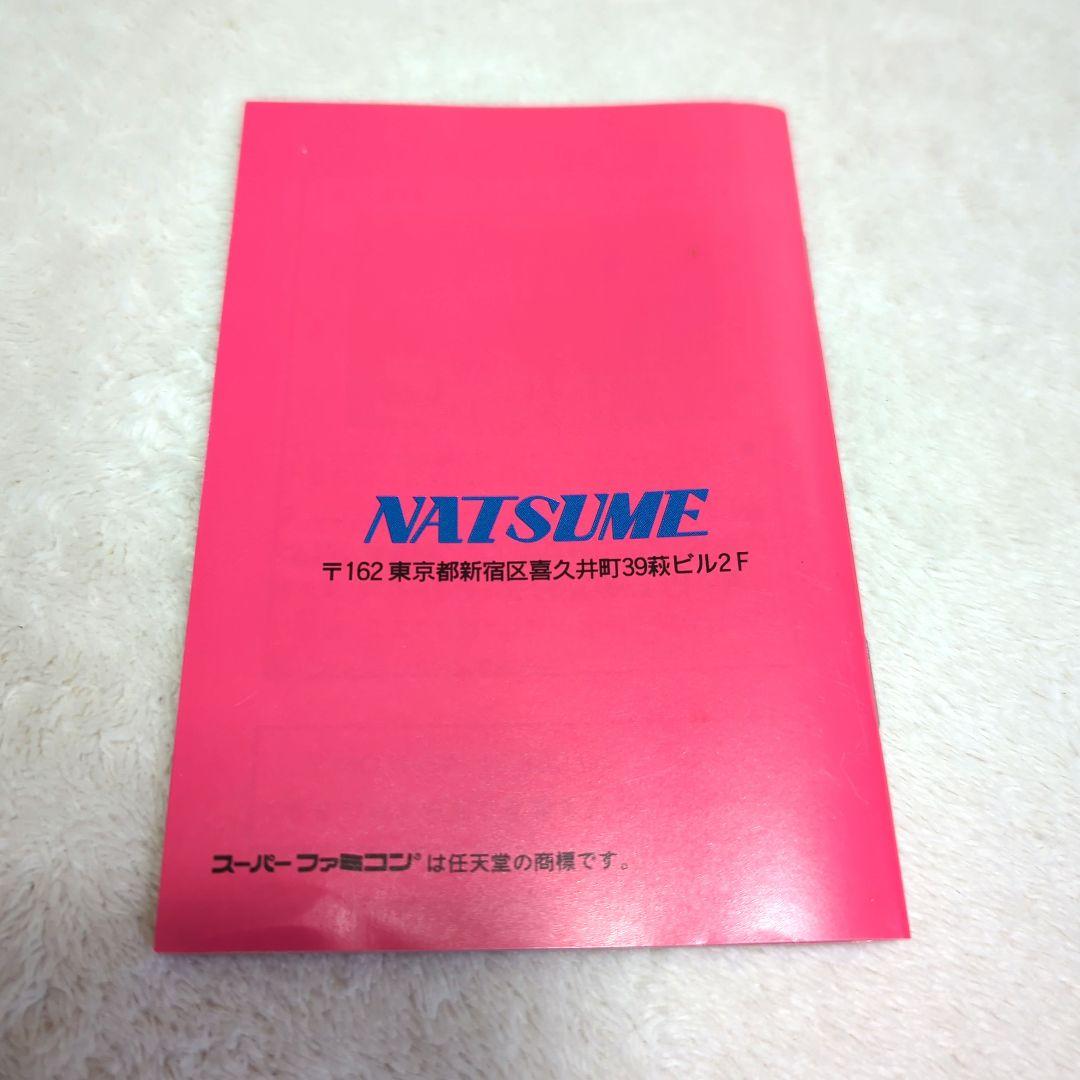 NATSUME
〒162 東京都新宿区喜久井町39萩ビル2F
スーパーファミコン®は任天堂の商標です。